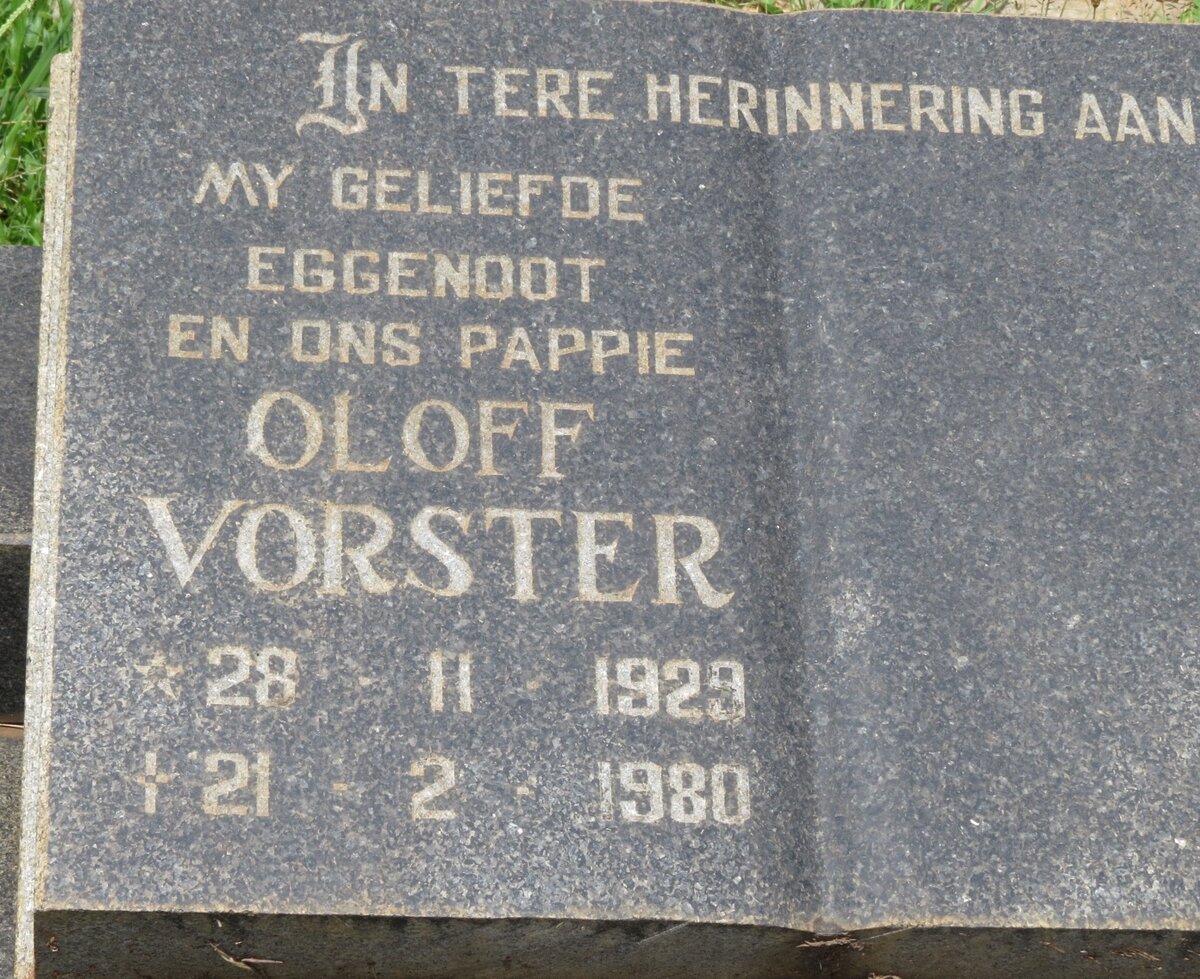 IN TERE HERINNERING AAN
MY GELIEFDE
EGGENOOT
EN ONS PAPPIE
OLOFF
VORSTER
☆ 28 - 11 - 1929
† 21 - 2 - 1980